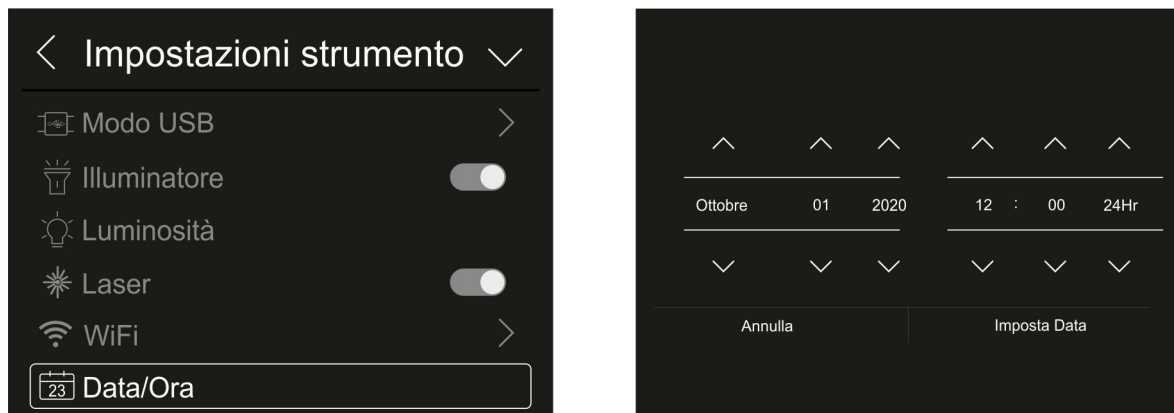 Impostazioni strumento
Modo USB
Illuminatore
Luminosità
Laser
WiFi
23 Data/Ora
Ottobre 01 2020 12 : 00 24Hr
Annulla Imposta Data